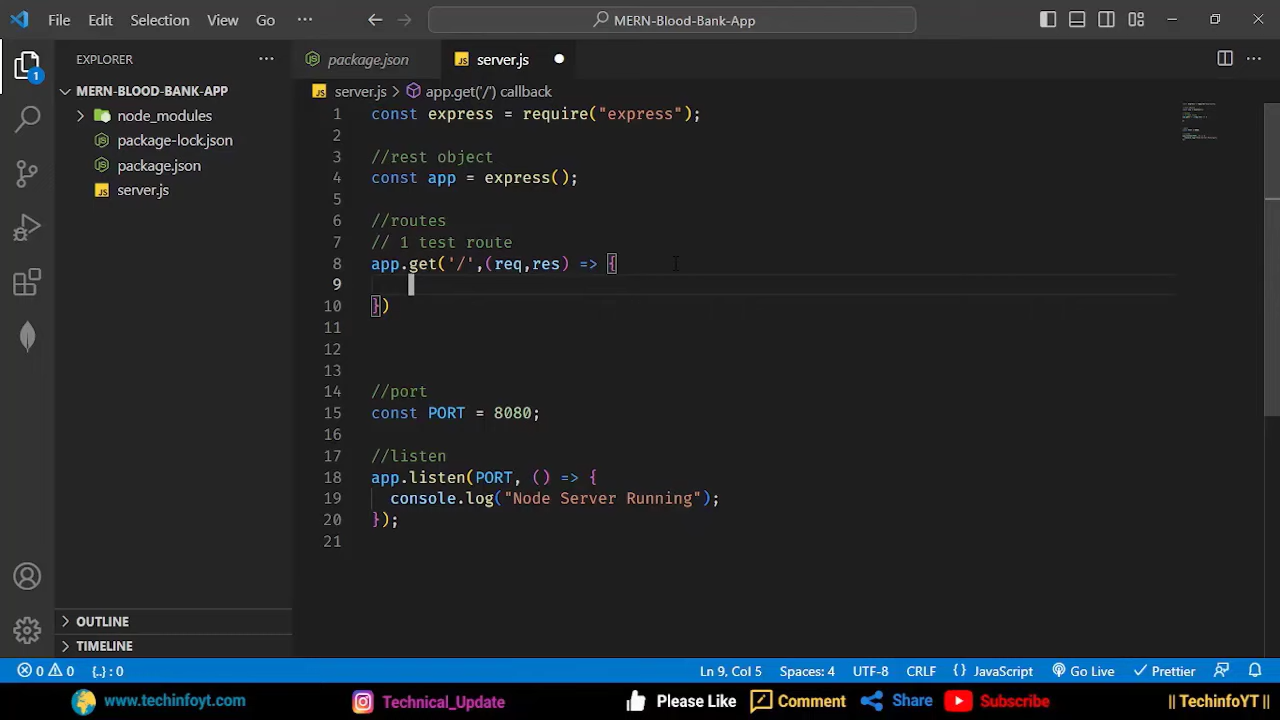 File Edit Selection View Go ··· MERN-Blood-Bank-App
EXPLORER ···
package.json
server.js
MERN-BLOOD-BANK-APP
node_modules
package-lock.json
package.json
server.js
OUTLINE
TIMELINE
1
server.js > app.get('/') callback
1 const express = require("express");
2
3 //rest object
4 const app = express();
5
6 //routes
7 // 1 test route
8 app.get('/',(req,res) => {
9
10 })
11
12
13
14 //port
15 const PORT = 8080;
16
17 //listen
18 app.listen(PORT, () => {
19 console.log("Node Server Running");
20 });
21
0 0 {..} : 0 Ln 9, Col 5 Spaces: 4 UTF-8 CRLF {} JavaScript Go Live Prettier
www.techinfoyt.com Technical_Update Please Like Comment Share Subscribe || TechinfoYT ||